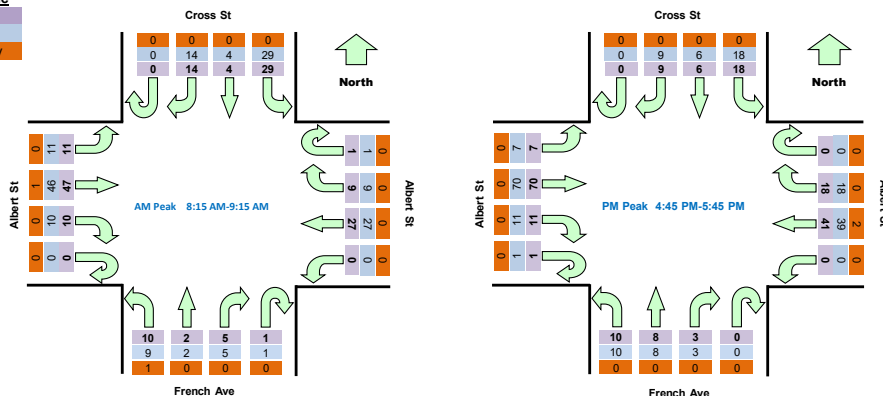 Cross St
0 0 0 0
0 14 4 29
0 14 4 29
North
0 11 11
1 46 47
0 10 10
0 0 0
Albert St
AM Peak 8:15 AM-9:15 AM
1 1 0
9 9 0
27 27 0
0 0 0
Albert St
10 2 5 1
9 2 5 1
1 0 0 0
French Ave
Cross St
0 0 0 0
0 9 6 18
0 9 6 18
North
0 7 7
0 70 70
0 11 11
0 1 1
Albert St
PM Peak 4:45 PM-5:45 PM
0 0 0
18 18 0
41 39 2
0 0 0
10 8 3 0
10 8 3 0
0 0 0 0
French Ave